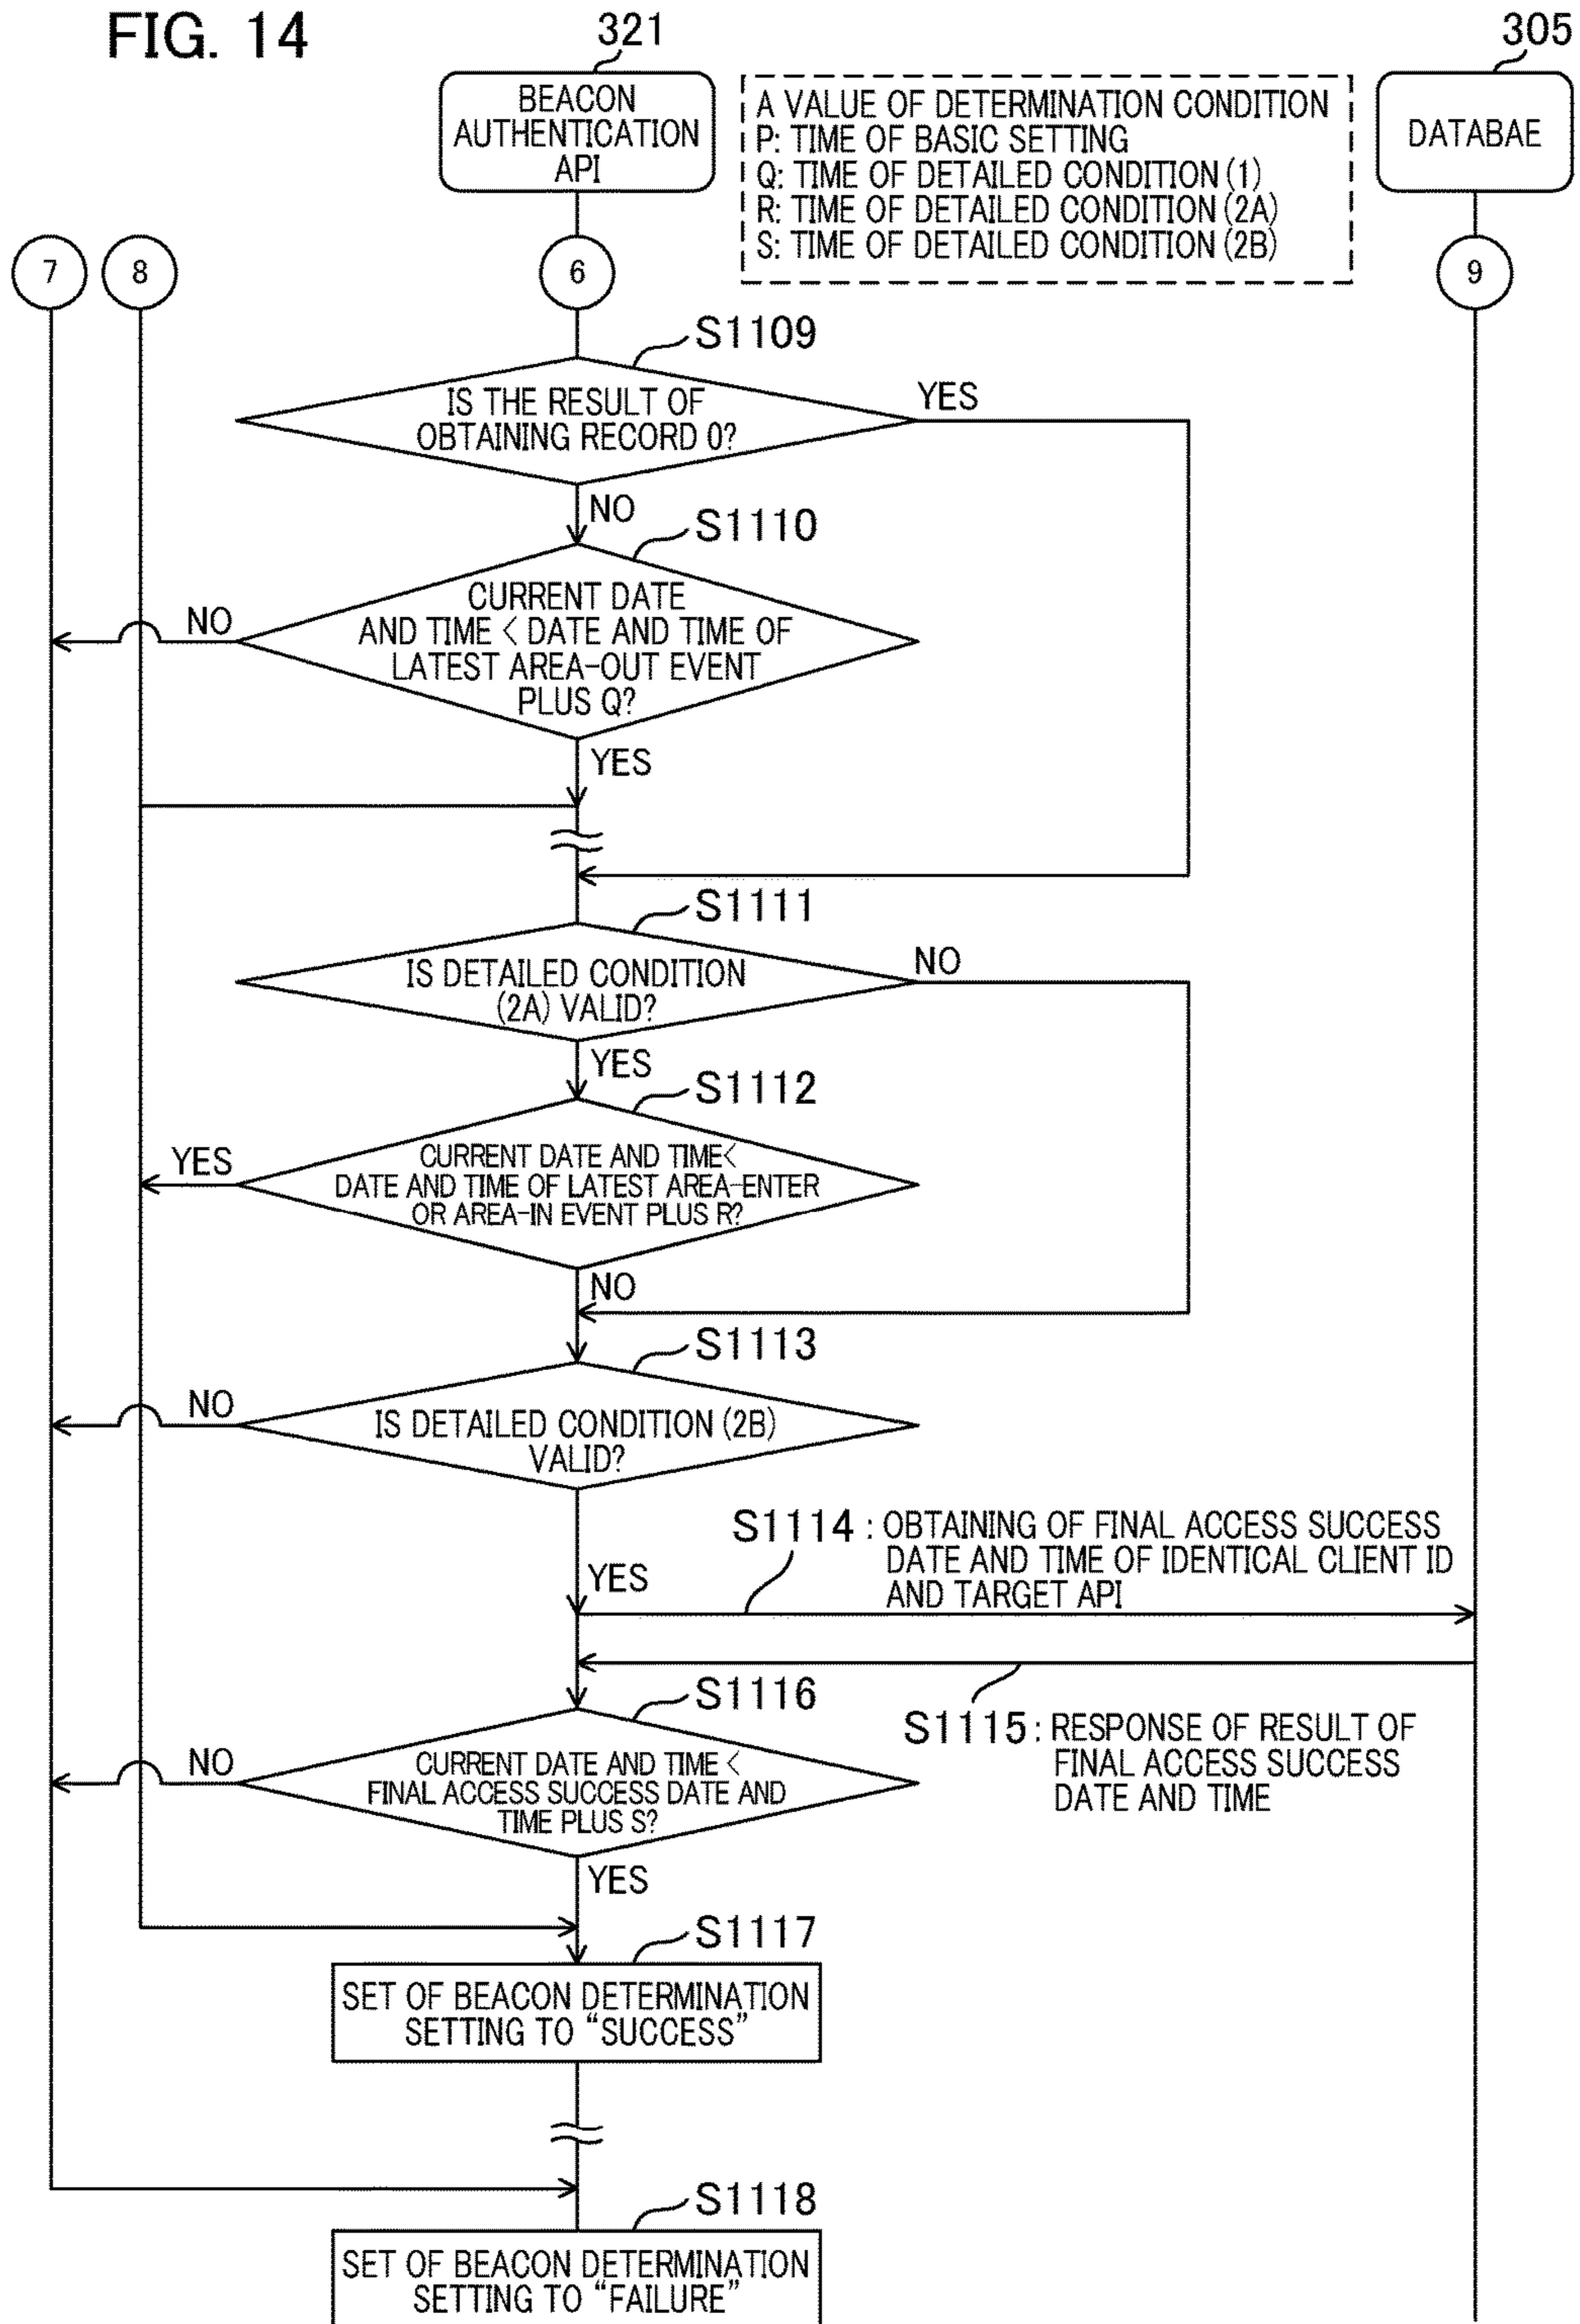 FIG. 14
321
305
BEACON
AUTHENTICATION
API
A VALUE OF DETERMINATION CONDITION
P: TIME OF BASIC SETTING
Q: TIME OF DETAILED CONDITION (1)
R: TIME OF DETAILED CONDITION (2A)
S: TIME OF DETAILED CONDITION (2B)
DATABAE
7
8
6
9
S1109
IS THE RESULT OF
OBTAINING RECORD 0?
YES
NO
S1110
CURRENT DATE
AND TIME < DATE AND TIME OF
LATEST AREA-OUT EVENT
PLUS Q?
NO
YES
S1111
IS DETAILED CONDITION
(2A) VALID?
NO
YES
S1112
CURRENT DATE AND TIME<
DATE AND TIME OF LATEST AREA-ENTER
OR AREA-IN EVENT PLUS R?
YES
NO
S1113
IS DETAILED CONDITION (2B)
VALID?
NO
YES
S1114 : OBTAINING OF FINAL ACCESS SUCCESS
DATE AND TIME OF IDENTICAL CLIENT ID
AND TARGET API
S1115 : RESPONSE OF RESULT OF
FINAL ACCESS SUCCESS
DATE AND TIME
S1116
CURRENT DATE AND TIME <
FINAL ACCESS SUCCESS DATE AND
TIME PLUS S?
NO
YES
S1117
SET OF BEACON DETERMINATION
SETTING TO “SUCCESS”
S1118
SET OF BEACON DETERMINATION
SETTING TO “FAILURE”